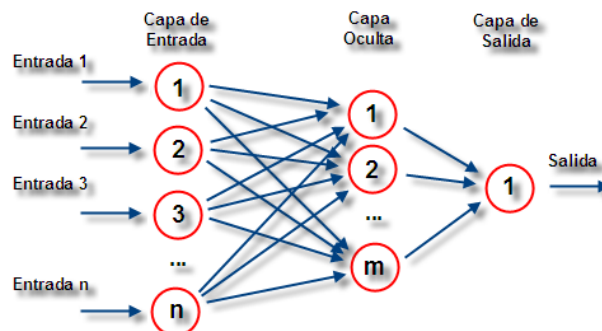 Capa de
Entrada
Capa
Oculta
Capa de
Salida
Entrada 1
1
Entrada 2
2
Entrada 3
3
...
Entrada n
n
1
2
...
m
1
Salida